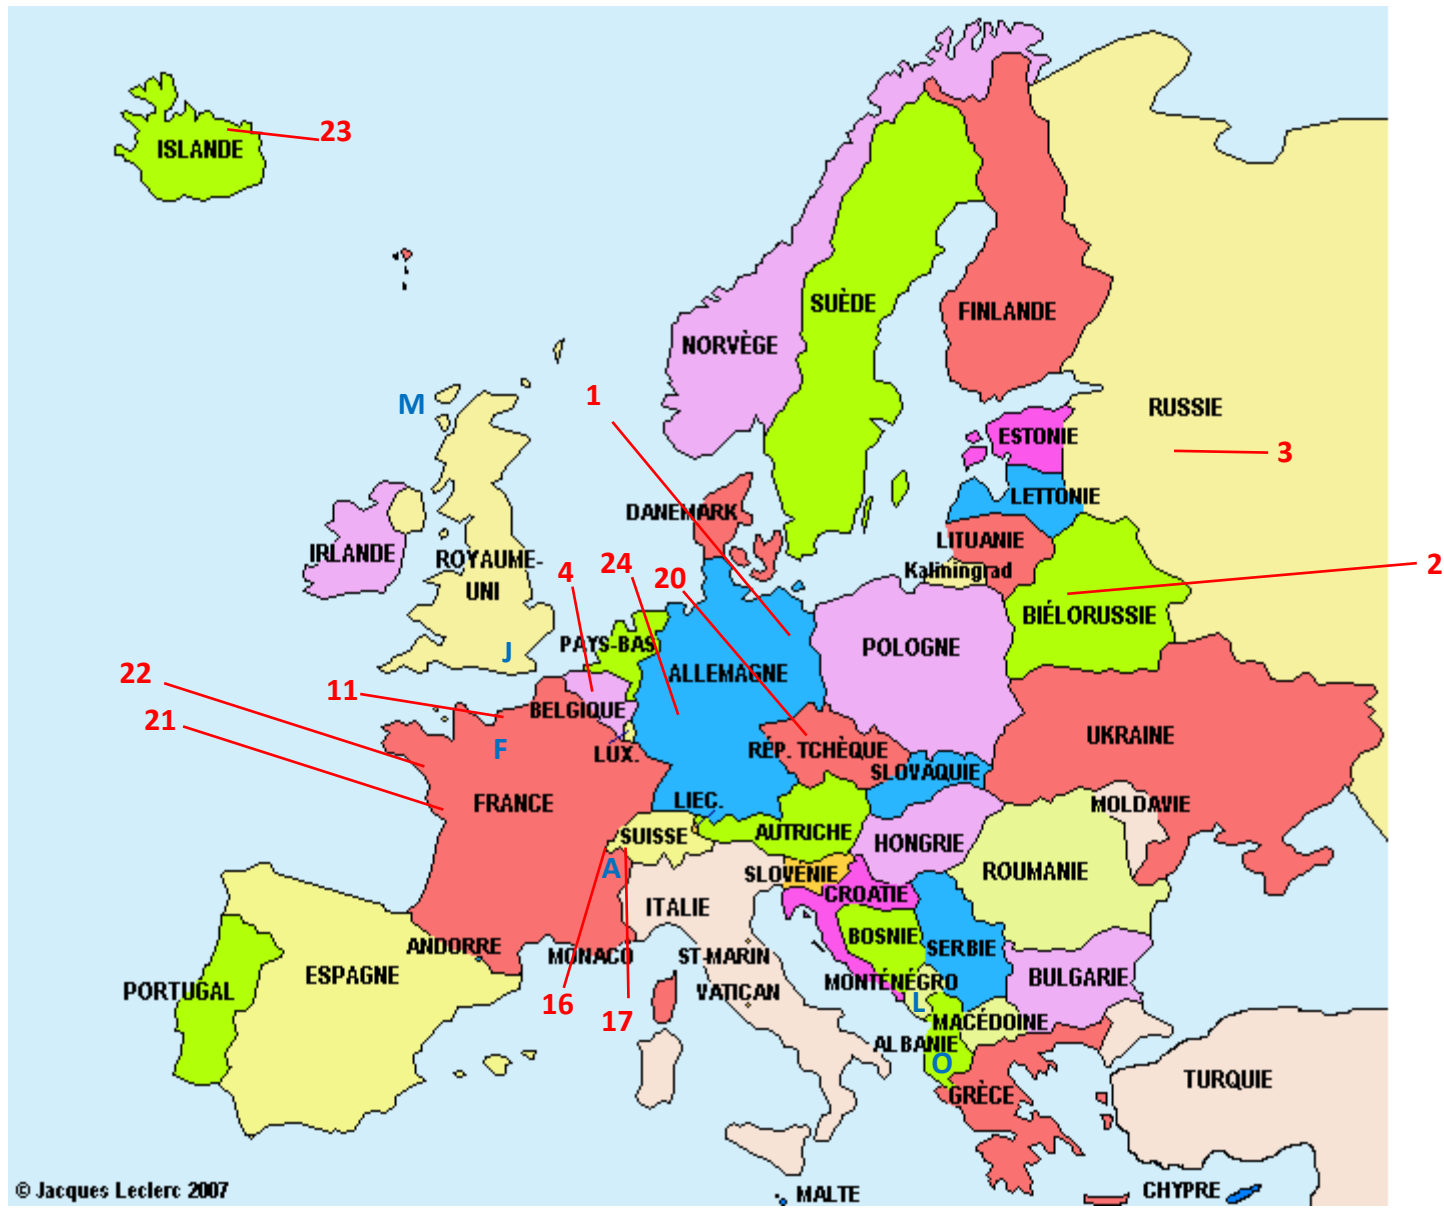 ISLANDE
23
SUÈDE
FINLANDE
NORVÈGE
1
M
RUSSIE
ESTONIE
3
LETTONIE
DANEMARK
LITUANIE
IRLANDE
ROYAUME-
UNI
4
24
20
Kaliningrad
2
BIÉLORUSSIE
J
PAYS-BAS
POLOGNE
ALLEMAGNE
22
11
21
BELGIQUE
F
LUX.
RÉP. TCHÈQUE
UKRAINE
SLOVAQUIE
FRANCE
LIEC.
MOLDAVIE
SUISSE
AUTRICHE
HONGRIE
A
SLOVÉNIE
ROUMANIE
CROATIE
ITALIE
BOSNIE
SERBIE
ANDORRE
MONACO
ST-MARIN
ESPAGNE
PORTUGAL
VATICAN
MONTÉNÉGRO
BULGARIE
16
17
L
MACÉDOINE
ALBANIE
O
GRÈCE
TURQUIE
© Jacques Leclerc 2007
MALTE
CHYPRE